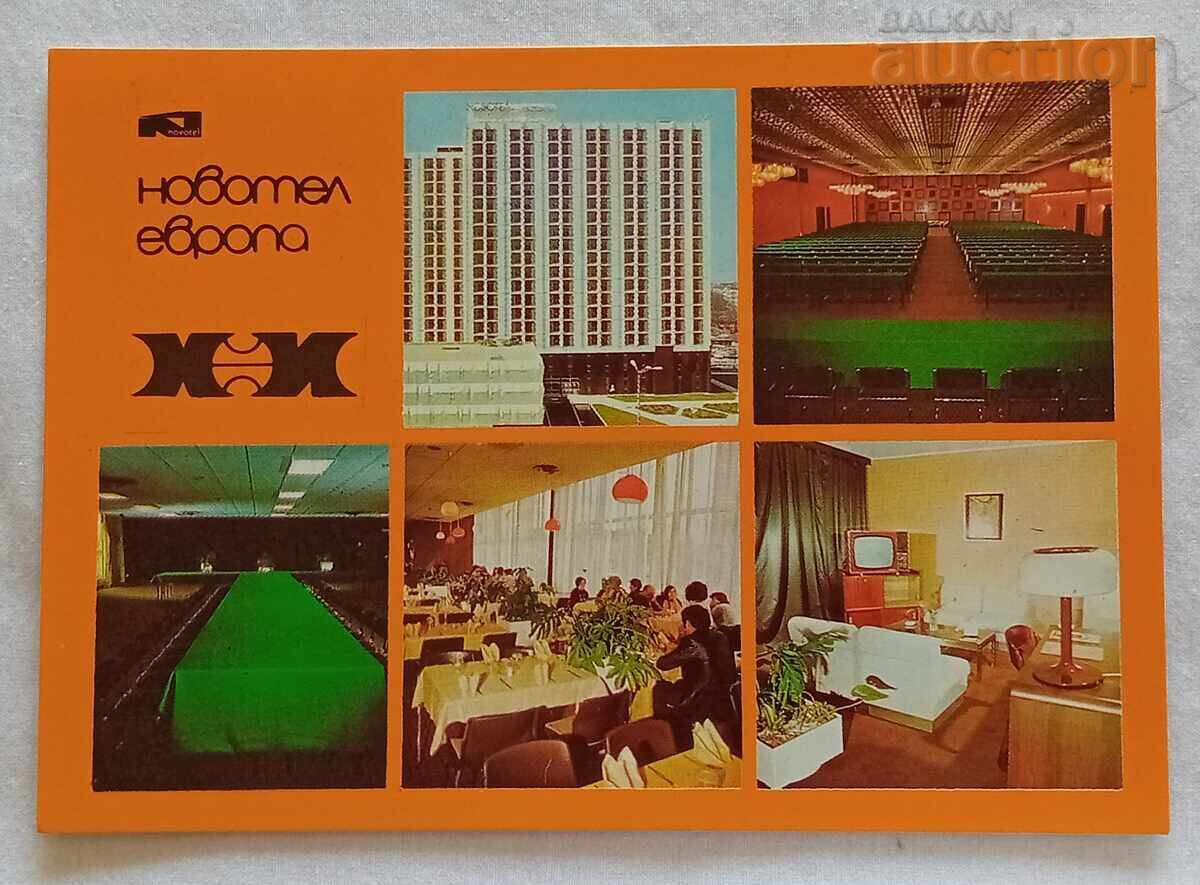 BALKAN
auction
novotel
новотел
европа